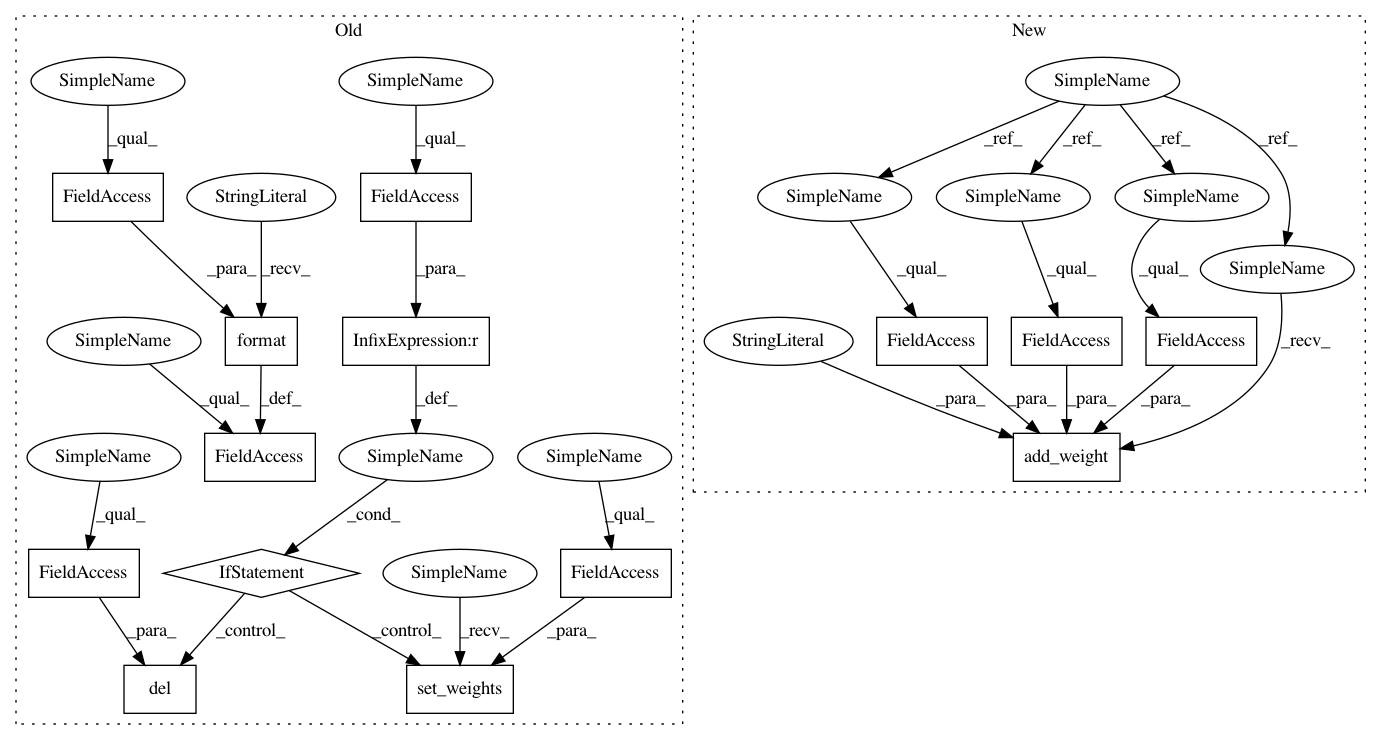 Old
New
SimpleName
SimpleName
SimpleName
_qual_
_qual_
_ref_
_ref_
_ref_
_ref_
FieldAccess
StringLiteral
FieldAccess
SimpleName
SimpleName
SimpleName
_para_
_recv_
_para_
_qual_
_qual_
_qual_
SimpleName
SimpleName
format
InfixExpression:r
StringLiteral
FieldAccess
FieldAccess
FieldAccess
_recv_
_qual_
_def_
_def_
_para_
_para_
_para_
_para_
SimpleName
FieldAccess
SimpleName
SimpleName
add_weight
_qual_
_cond_
_qual_
FieldAccess
IfStatement
SimpleName
FieldAccess
_para_
_control_
_control_
_recv_
_para_
del
set_weights